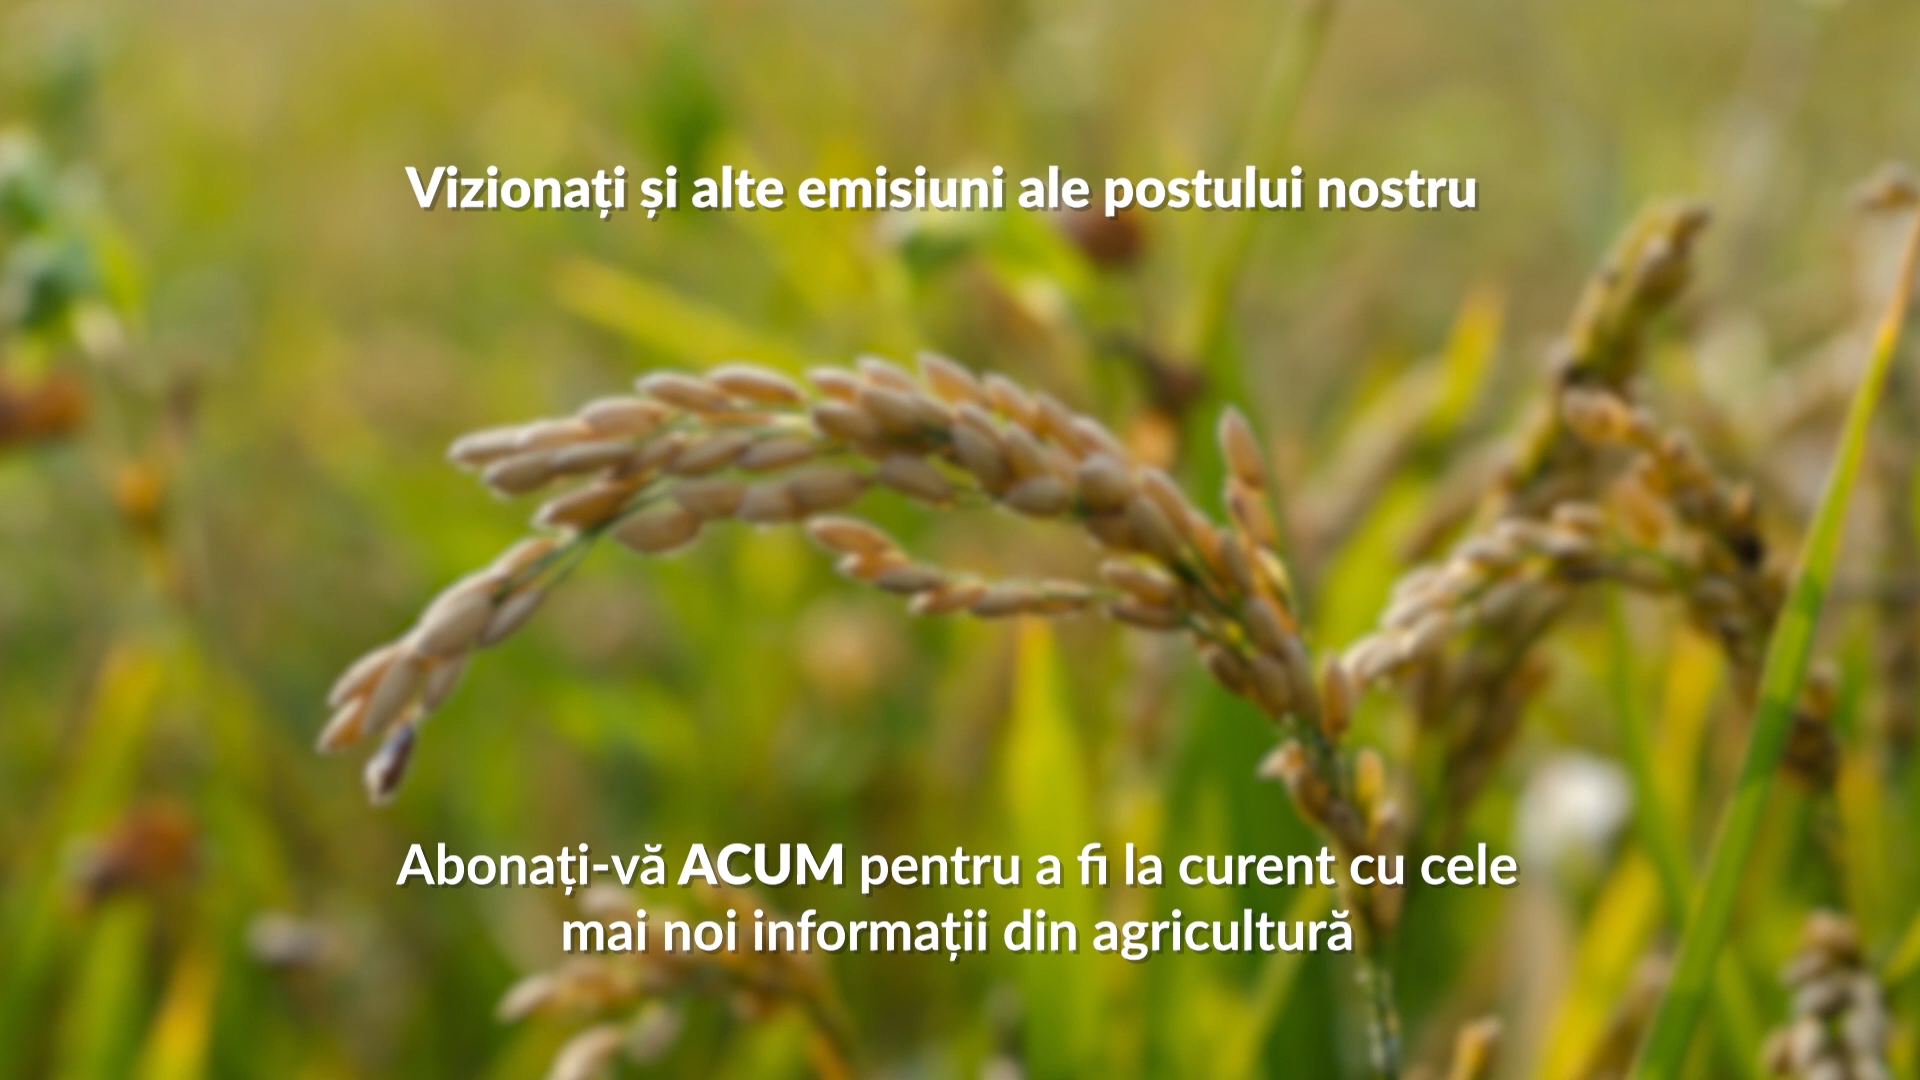 Vizionați și alte emisiuni ale postului nostru
Abonați-vă ACUM pentru a fi la curent cu cele
mai noi informații din agricultură